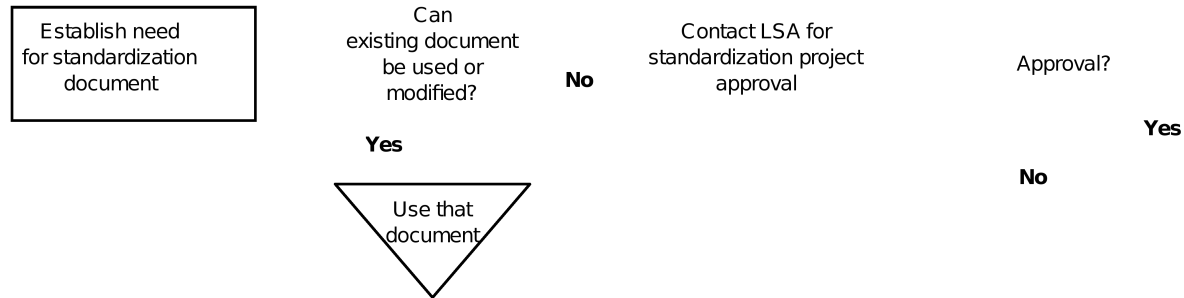 Establish need
for standardization
document
Can
existing document
be used or
modified?
No
Yes
Use that
document
Contact LSA for
standardization project
approval
Approval?
Yes
No